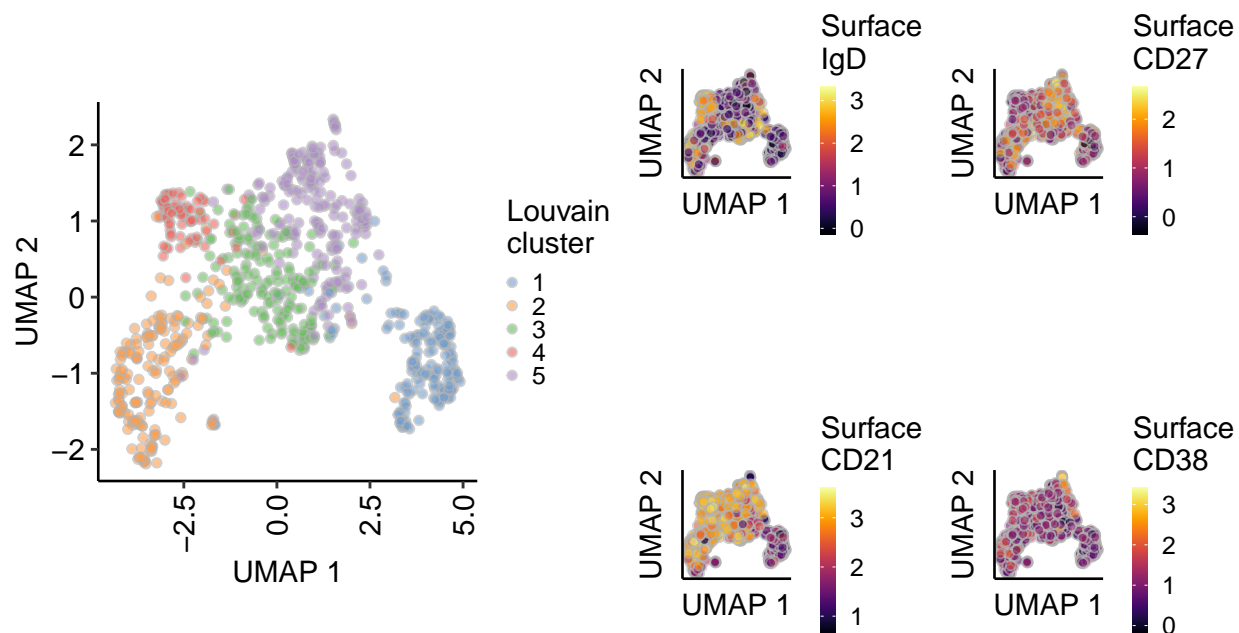 UMAP 2
2
1
0
−1
−2
−2.5
0.0
2.5
5.0
UMAP 1
Louvain
cluster
1
2
3
4
5
Surface
IgD
UMAP 2
UMAP 1
3
2
1
0
Surface
CD27
UMAP 2
UMAP 1
2
1
0
Surface
CD21
UMAP 2
UMAP 1
3
2
1
Surface
CD38
UMAP 2
UMAP 1
3
2
1
0